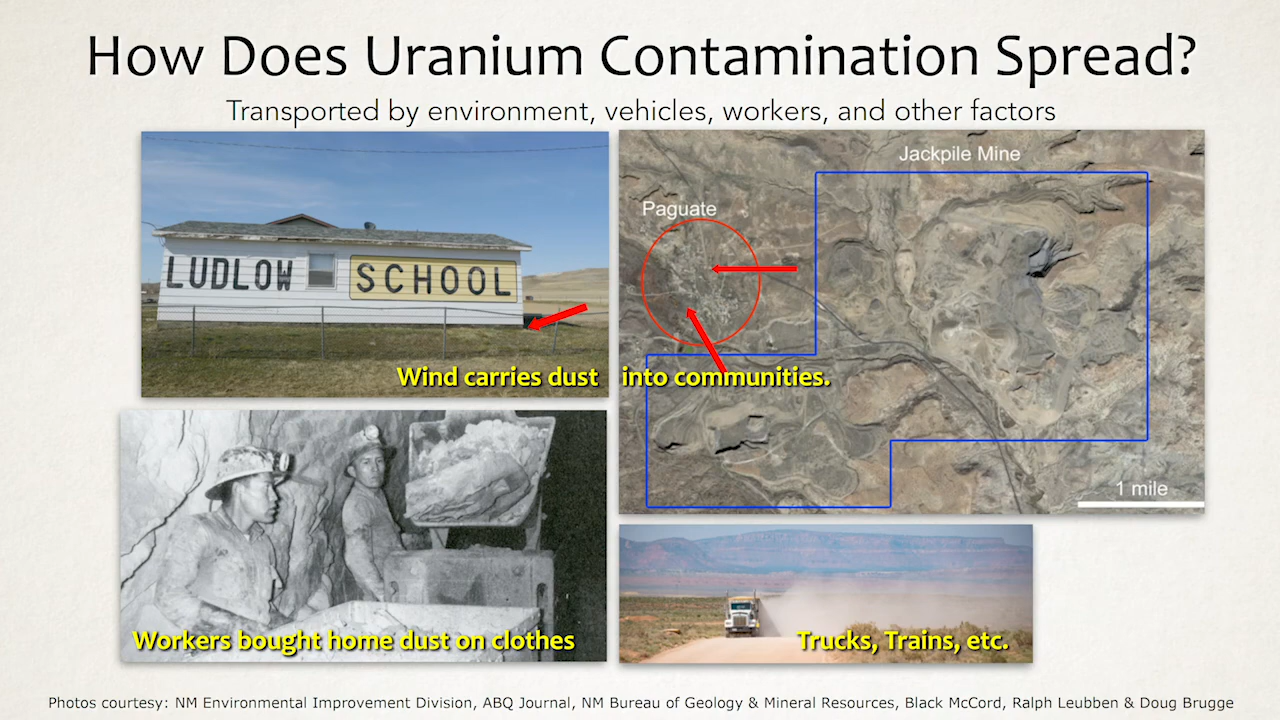 How Does Uranium Contamination Spread?
Transported by environment, vehicles, workers, and other factors
LUDLOW SCHOOL
Wind carries dust into communities.
Jackpile Mine
Paguate
1 mile
Workers bought home dust on clothes
Trucks, Trains, etc.
Photos courtesy: NM Environmental Improvement Division, ABQ Journal, NM Bureau of Geology & Mineral Resources, Black McCord, Ralph Leubben & Doug Brugge